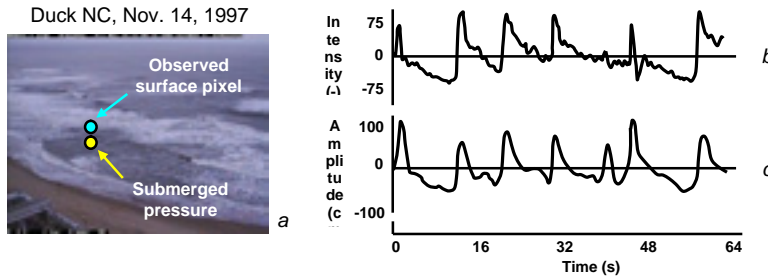 Duck NC, Nov. 14, 1997
Observed
surface pixel
Submerged
pressure
a
In
te
ns
ity
(-)
75
0
-75
b
A
m
pli
tu
de
(c
100
0
-100
0 16 32 48 64
Time (s)